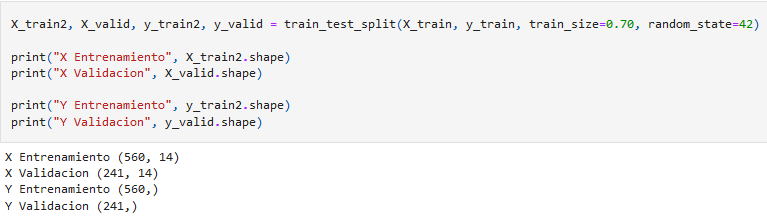 X_train2, X_valid, y_train2, y_valid = train_test_split(X_train, y_train, train_size=0.70, random_state=42)
print("X Entrenamiento", X_train2.shape)
print("X Validacion", X_valid.shape)
print("Y Entrenamiento", y_train2.shape)
print("Y Validacion", y_valid.shape)
X Entrenamiento (560, 14)
X Validacion (241, 14)
Y Entrenamiento (560,)
Y Validacion (241,)